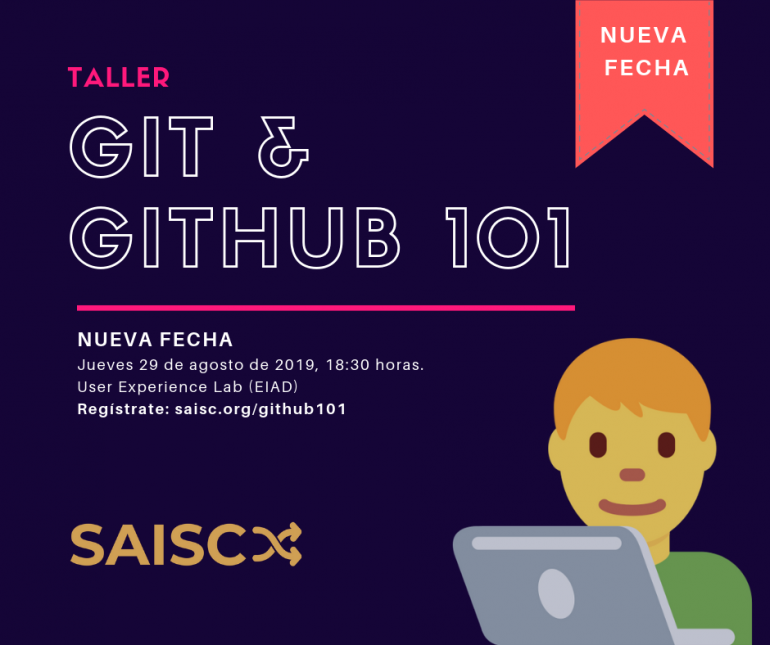 NUEVA
FECHA
TALLER
GIT &
GITHUB 101
NUEVA FECHA
Jueves 29 de agosto de 2019, 18:30 horas.
User Experience Lab (EIAD)
Regístrate: saisc.org/github101
SAISC